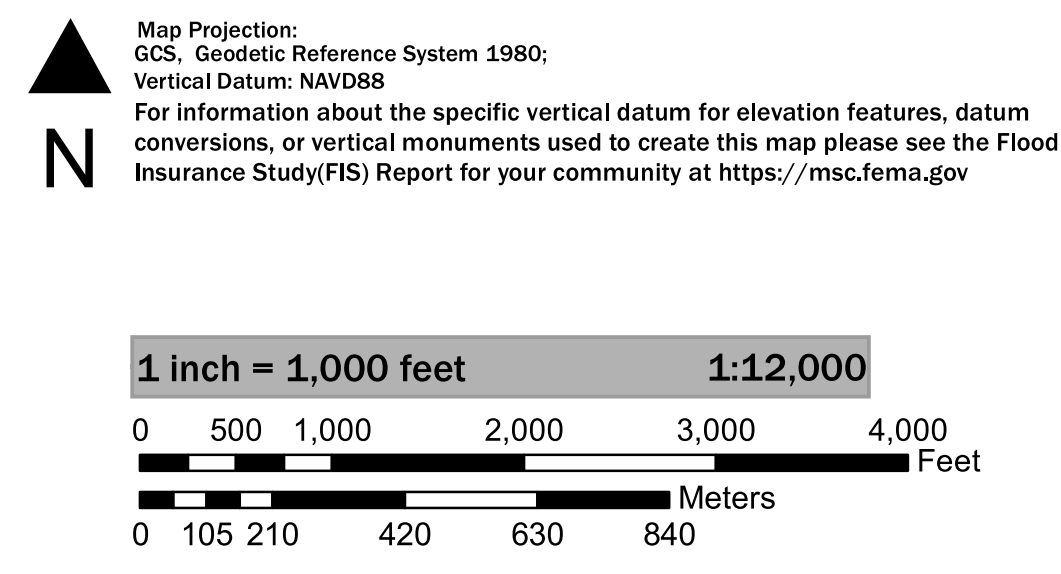 Map Projection:
GCS, Geodetic Reference System 1980;
Vertical Datum: NAVD88
For information about the specific vertical datum for elevation features, datum
conversions, or vertical monuments used to create this map please see the Flood
Insurance Study(FIS) Report for your community at https://msc.fema.gov
N
1 inch = 1,000 feet 1:12,000
0 500 1,000 2,000 3,000 4,000
Feet
Meters
0 105 210 420 630 840